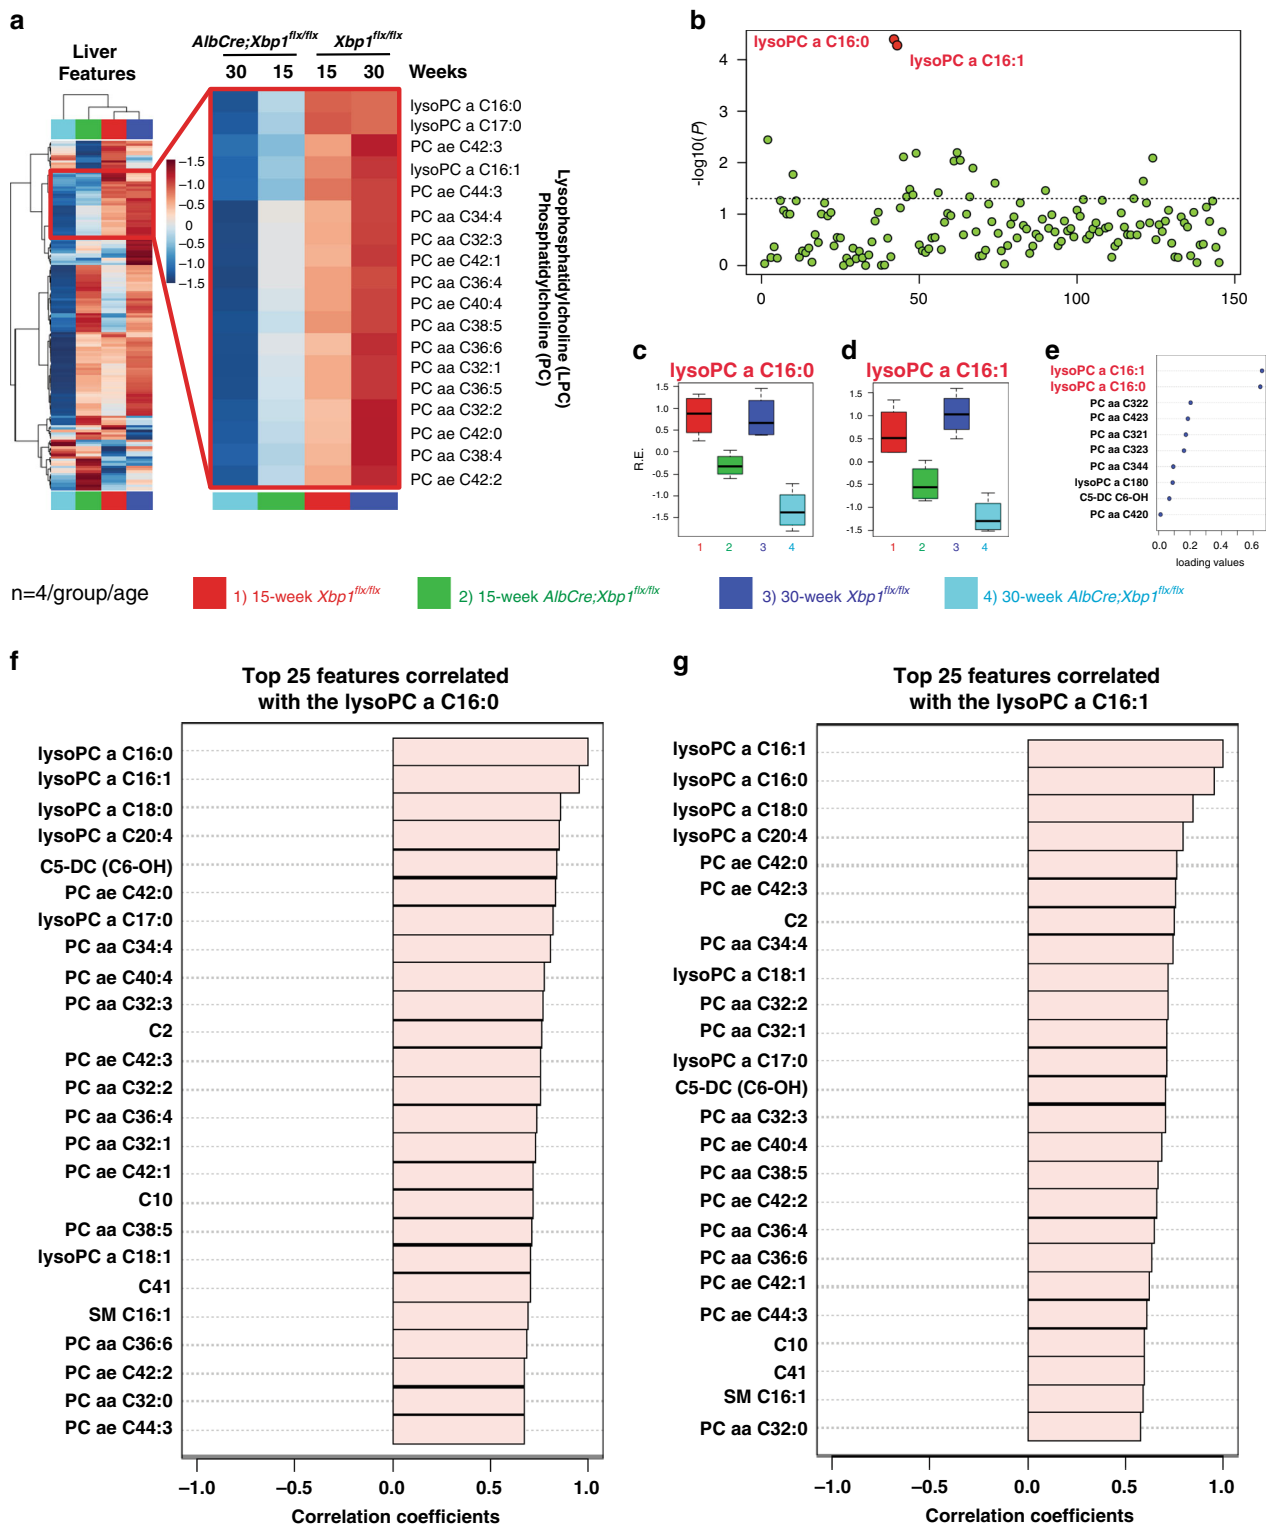 a
Liver
Features
AlbCre;Xbp1flx/flx
Xbp1flx/flx
30
15
15
30
Weeks
−1.5
−1.0
−0.5
0
0.5
−1.0
−1.5
lysoPC a C16:0
lysoPC a C17:0
PC ae C42:3
lysoPC a C16:1
PC ae C44:3
PC aa C34:4
PC aa C32:3
PC ae C42:1
PC aa C36:4
PC ae C40:4
PC aa C38:5
PC aa C36:6
PC aa C32:1
PC aa C36:5
PC aa C32:2
PC ae C42:0
PC aa C38:4
PC ae C42:2
Lysophosphatidylcholine (LPC)
Phosphatidylcholine (PC)
b
lysoPC a C16:0
lysoPC a C16:1
-log10(P)
4
3
2
1
0
0
50
100
150
c
lysoPC a C16:0
R.E.
1.5
1.0
0.5
0.0
-0.5
-1.0
-1.5
1
2
3
4
d
lysoPC a C16:1
1.5
1.0
0.5
0.0
-0.5
-1.0
-1.5
1
2
3
4
e
lysoPC a C16:1
lysoPC a C16:0
PC aa C322
PC aa C423
PC aa C321
PC aa C323
PC aa C344
lysoPC a C180
C5-DC C6-OH
PC aa C420
0.0
0.2
0.4
0.6
loading values
n=4/group/age
1) 15-week Xbp1flx/flx
2) 15-week AlbCre;Xbp1flx/flx
3) 30-week Xbp1flx/flx
4) 30-week AlbCre;Xbp1flx/flx
f
Top 25 features correlated
with the lysoPC a C16:0
lysoPC a C16:0
lysoPC a C16:1
lysoPC a C18:0
lysoPC a C20:4
C5-DC (C6-OH)
PC ae C42:0
lysoPC a C17:0
PC aa C34:4
PC ae C40:4
PC aa C32:3
C2
PC ae C42:3
PC aa C32:2
PC aa C36:4
PC aa C32:1
PC ae C42:1
C10
PC aa C38:5
lysoPC a C18:1
C41
SM C16:1
PC aa C36:6
PC ae C42:2
PC aa C32:0
PC ae C44:3
−1.0
−0.5
0.0
0.5
1.0
Correlation coefficients
g
Top 25 features correlated
with the lysoPC a C16:1
lysoPC a C16:1
lysoPC a C16:0
lysoPC a C18:0
lysoPC a C20:4
PC ae C42:0
PC ae C42:3
C2
PC aa C34:4
lysoPC a C18:1
PC aa C32:2
PC aa C32:1
lysoPC a C17:0
C5-DC (C6-OH)
PC aa C32:3
PC ae C40:4
PC aa C38:5
PC ae C42:2
PC aa C36:4
PC aa C36:6
PC ae C42:1
PC ae C44:3
C10
C41
SM C16:1
PC aa C32:0
−1.0
−0.5
0.0
0.5
1.0
Correlation coefficients